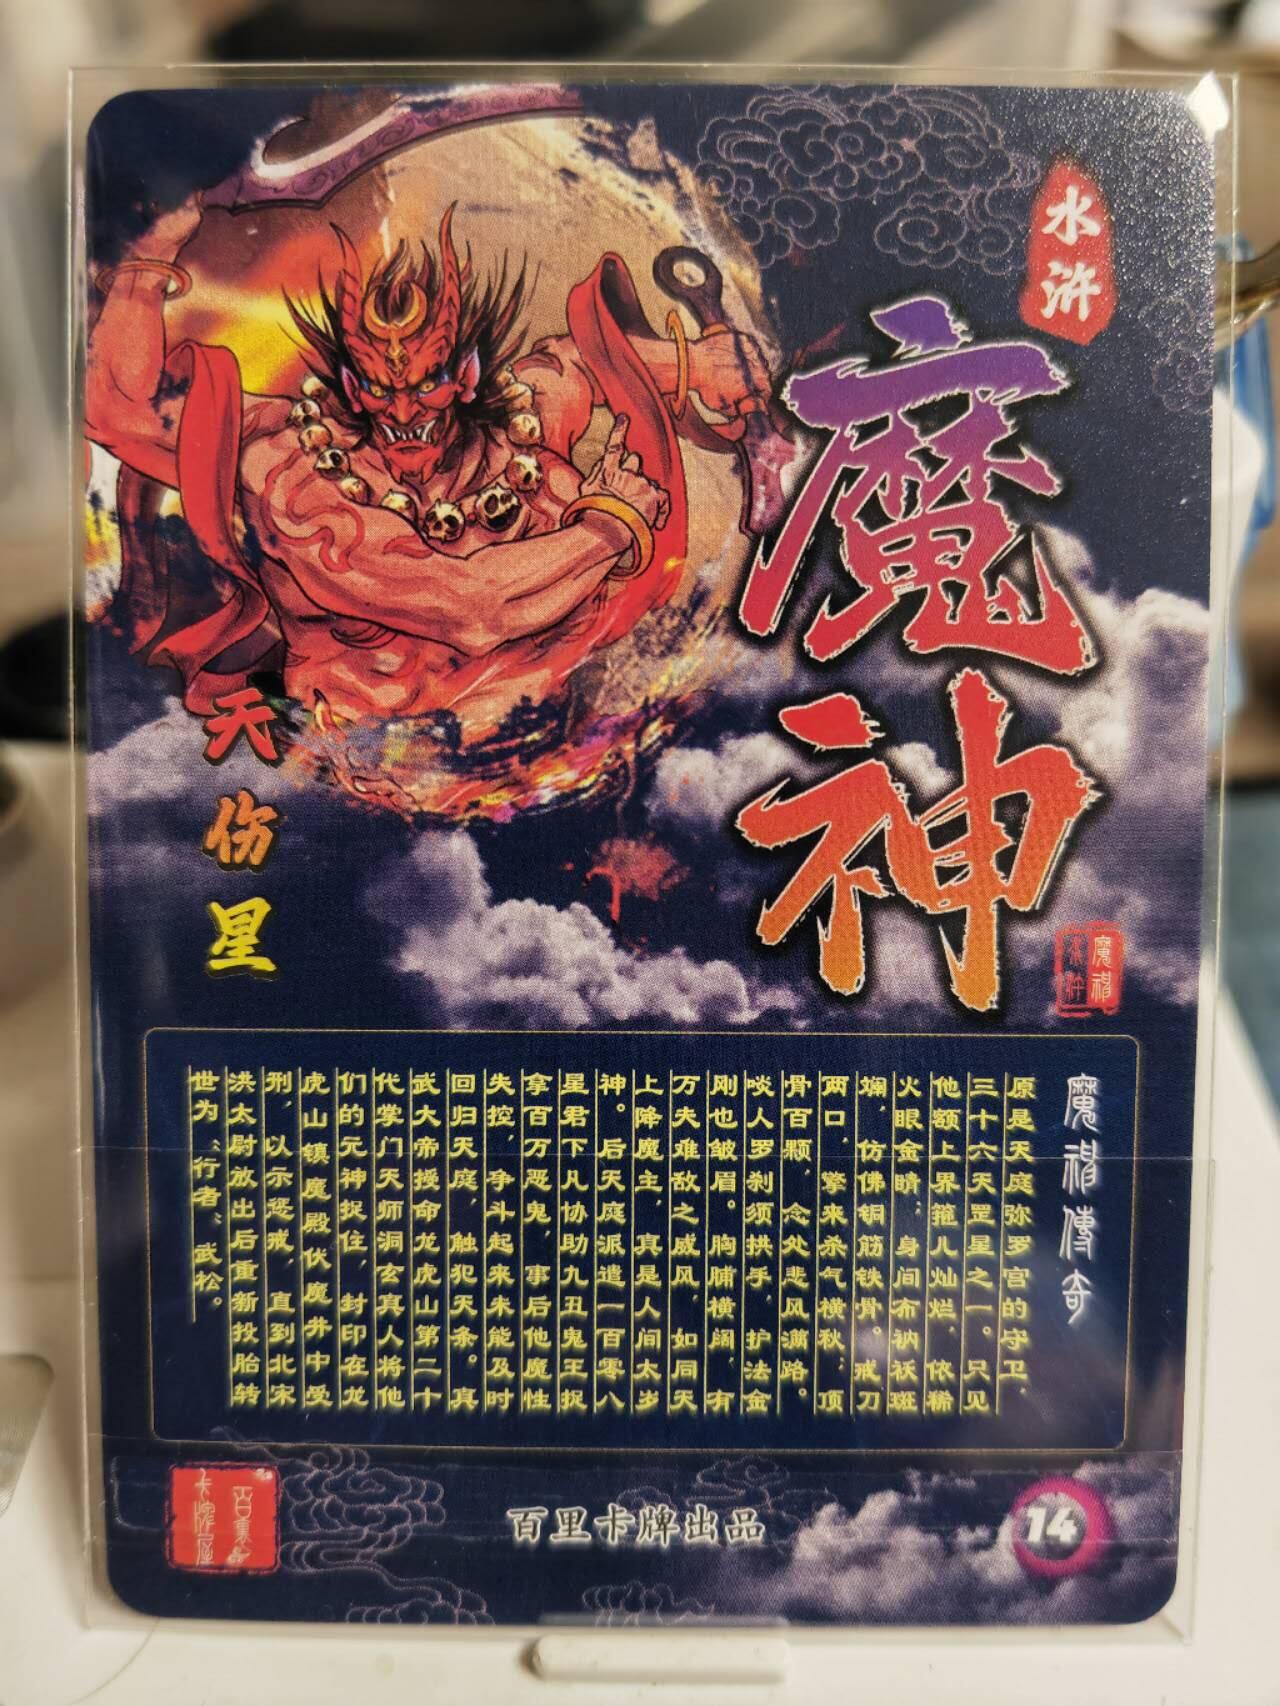 水浒
魔神
魔神
水浒
天伤星
魔神傳奇
原是天庭弥罗宫的守卫，
三十六天罡星之一。只见
他额上界箍儿灿烂，依稀
火眼金睛；身间布衲袄斑
斓，仿佛铜筋铁骨。戒刀
两口，擎来杀气横秋；顶
骨百颗，念处悲风满路。
啖人罗刹须拱手，护法金
刚也皱眉。胸脯横阔，有
万夫难敌之威风，如同天
上降魔主，真是人间太岁
神。后天庭派遣一百零八
星君下凡协助九丑鬼王捉
拿百万恶鬼，事后他魔性
失控，争斗起来未能及时
回归天庭，触犯天条。真
武大帝授命龙虎山第二十
代掌门天师洞玄真人将他
们的元神捉住，封印在龙
虎山镇魔殿伏魔井中受
刑，以示惩戒，直到北宋
洪太尉放出后重新投胎转
世为“行者”武松。
百里
卡牌屋
百里卡牌出品
14